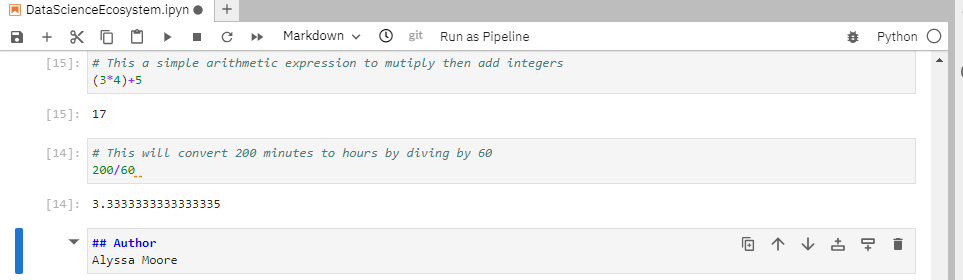 DataScienceEcosystem.ipyn
Markdown git Run as Pipeline Python
[15]: # This a simple arithmetic expression to mutiply then add integers
(3*4)+5
[15]: 17
[14]: # This will convert 200 minutes to hours by diving by 60
200/60
[14]: 3.3333333333333335
## Author
Alyssa Moore